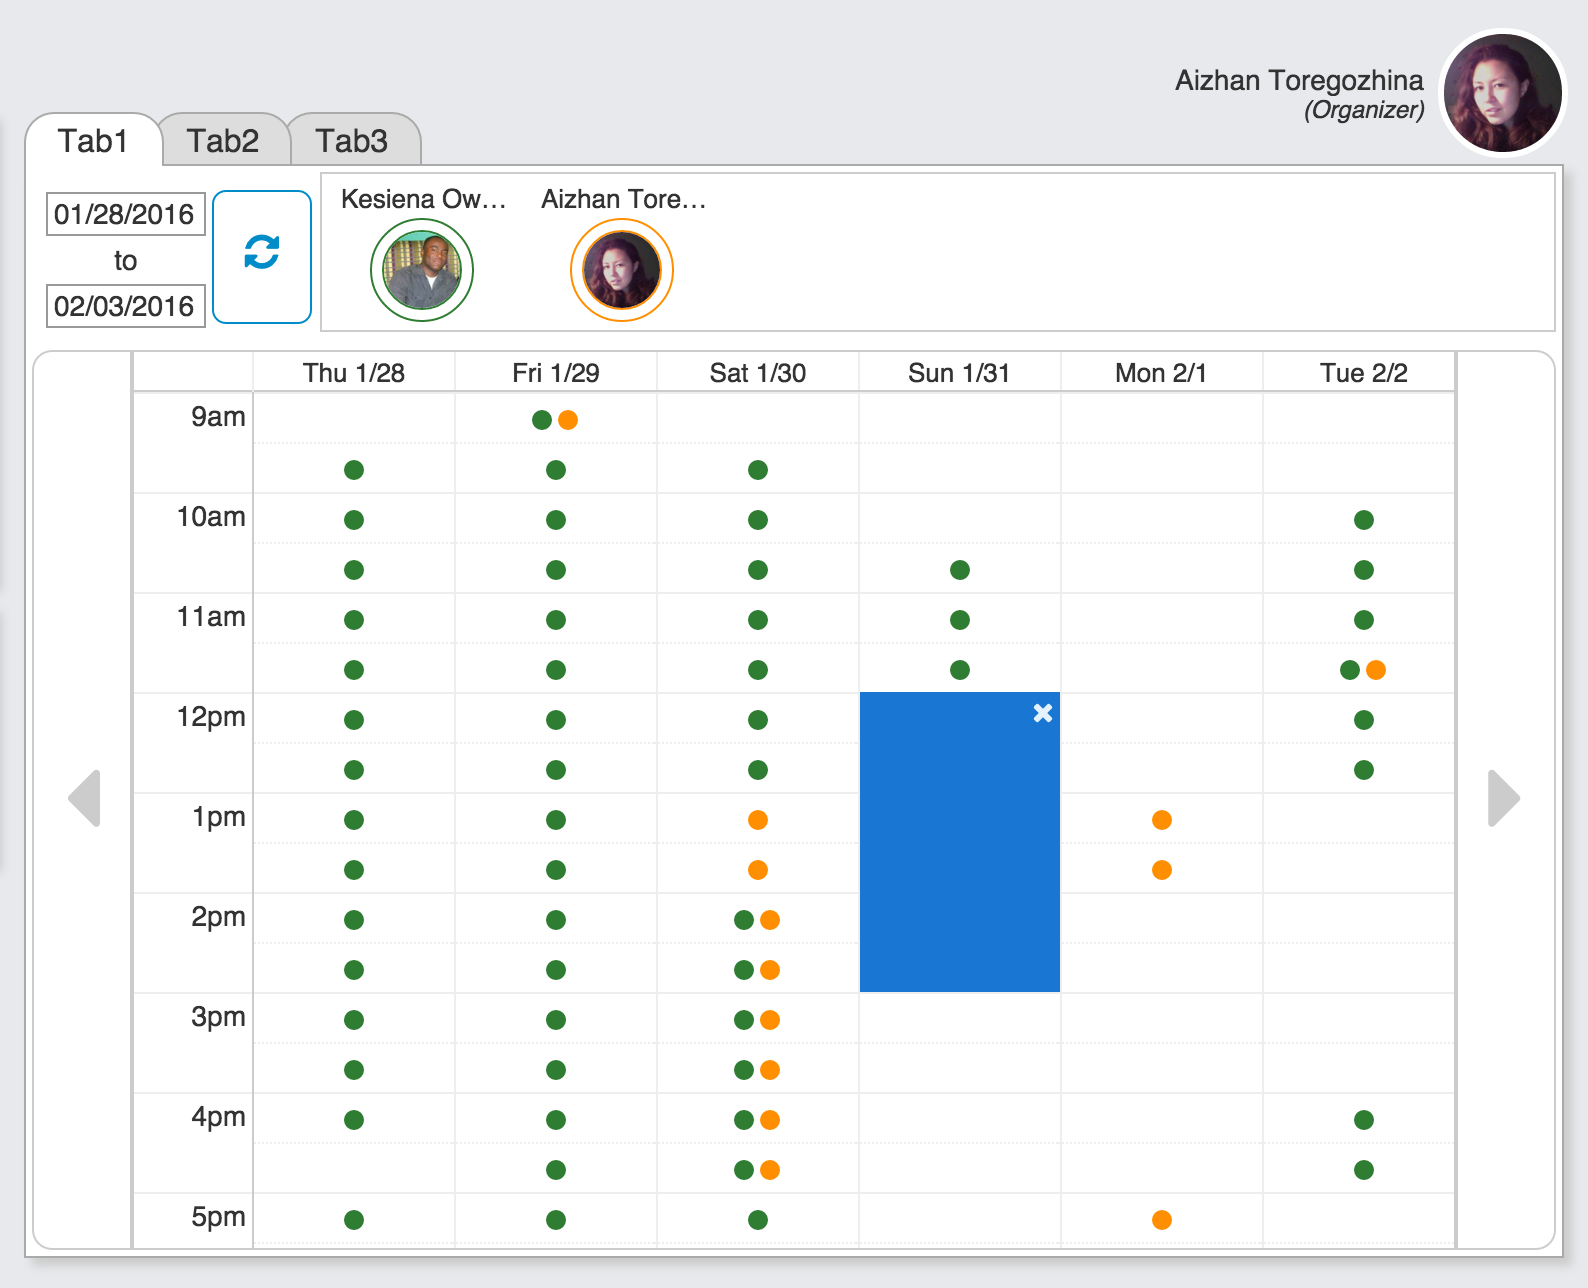 Aizhan Toregozhina
(Organizer)
Tab1 Tab2 Tab3
01/28/2016
to
02/03/2016
Kesiena Ow… Aizhan Tore…
Thu 1/28 Fri 1/29 Sat 1/30 Sun 1/31 Mon 2/1 Tue 2/2
9am
10am
11am
12pm
1pm
2pm
3pm
4pm
5pm